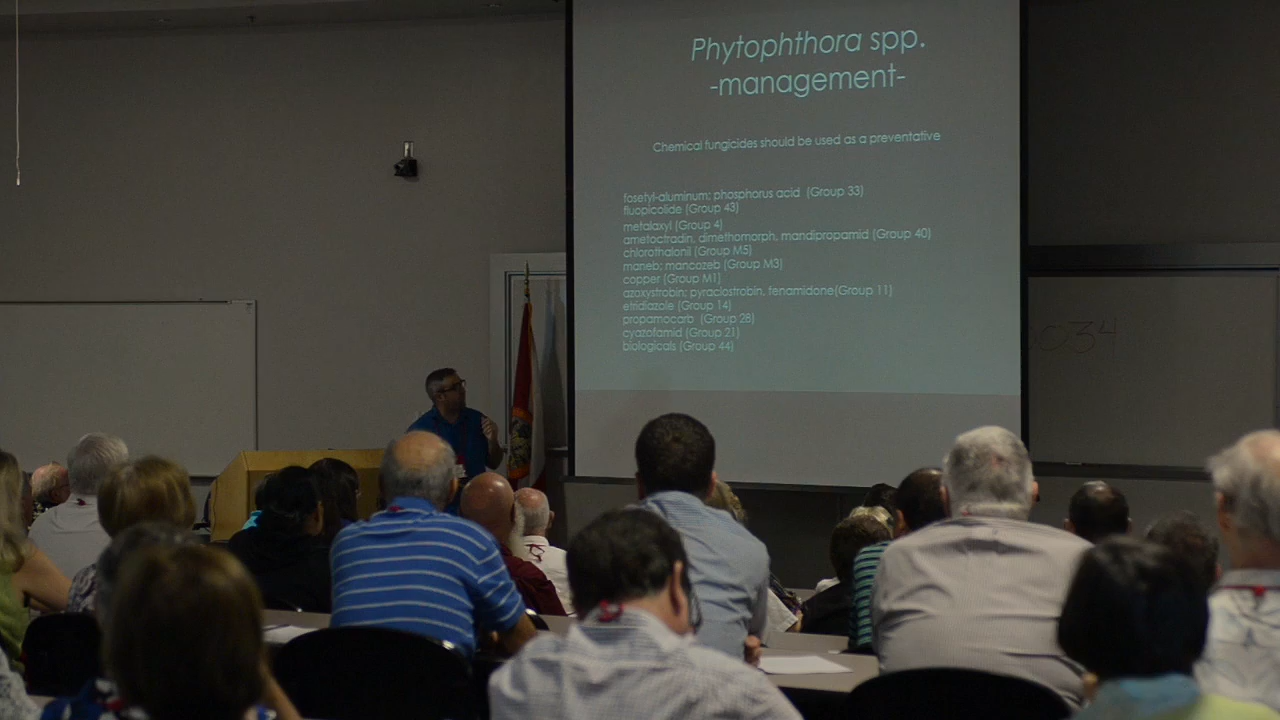 Phytophthora spp.
-management-
Chemical fungicides should be used as a preventative
fosetyl-aluminum; phosphorus acid (Group 33)
fluopicolide (Group 43)
metalaxyl (Group 4)
ametoctradin, dimethomorph, mandipropamid (Group 40)
chlorothalonil (Group M5)
maneb; mancozeb (Group M3)
copper (Group M1)
azoxystrobin; pyraclostrobin, fenamidone(Group 11)
etridiazole (Group 14)
propamocarb (Group 28)
cyazofamid (Group 21)
biologicals (Group 44)
C34